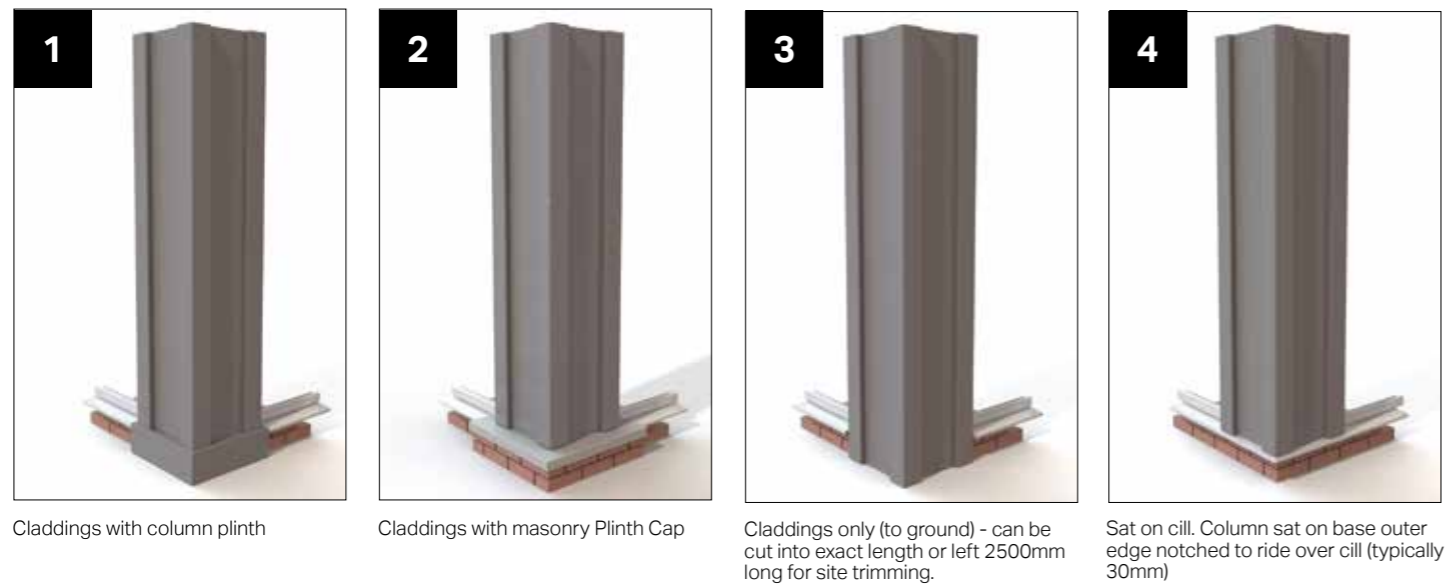 1
2
3
4
Claddings with column plinth
Claddings with masonry Plinth Cap
Claddings only (to ground) - can be
cut into exact length or left 2500mm
long for site trimming.
Sat on cill. Column sat on base outer
edge notched to ride over cill (typically
30mm)